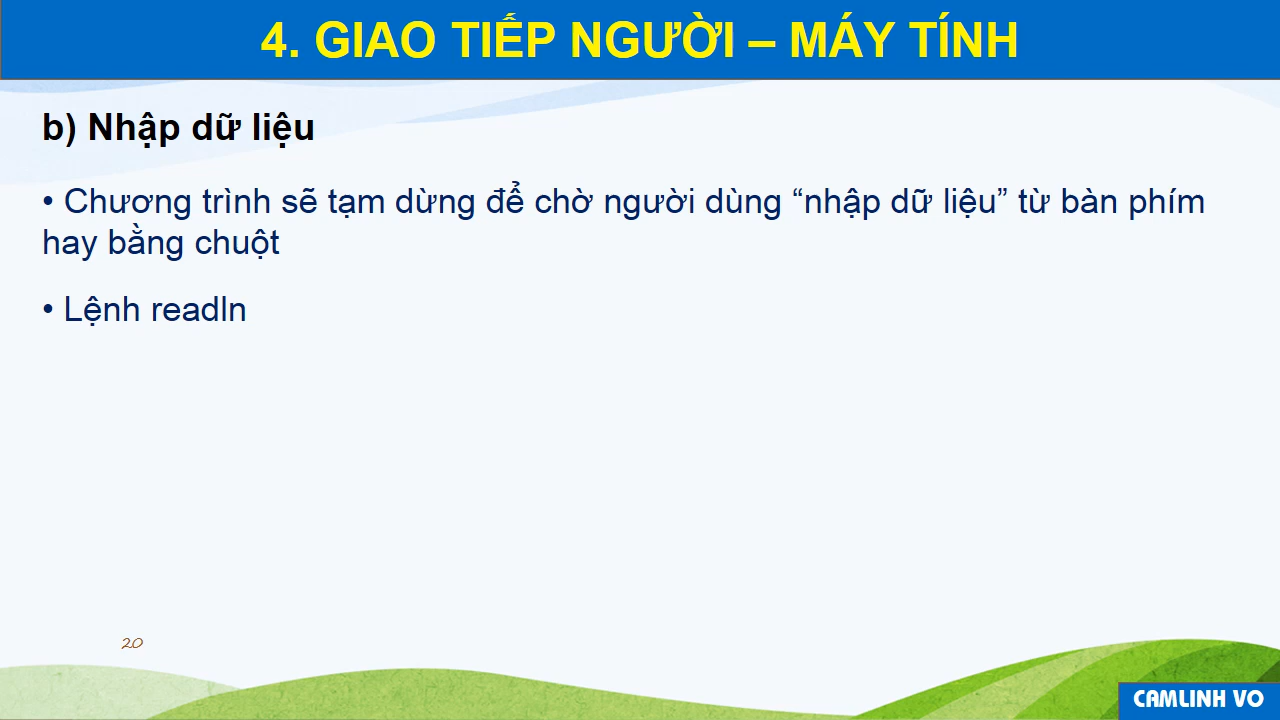 4. GIAO TIẾP NGƯỜI – MÁY TÍNH
b) Nhập dữ liệu
• Chương trình sẽ tạm dừng để chờ người dùng “nhập dữ liệu” từ bàn phím
hay bằng chuột
• Lệnh readln
20
CAMLINH VO